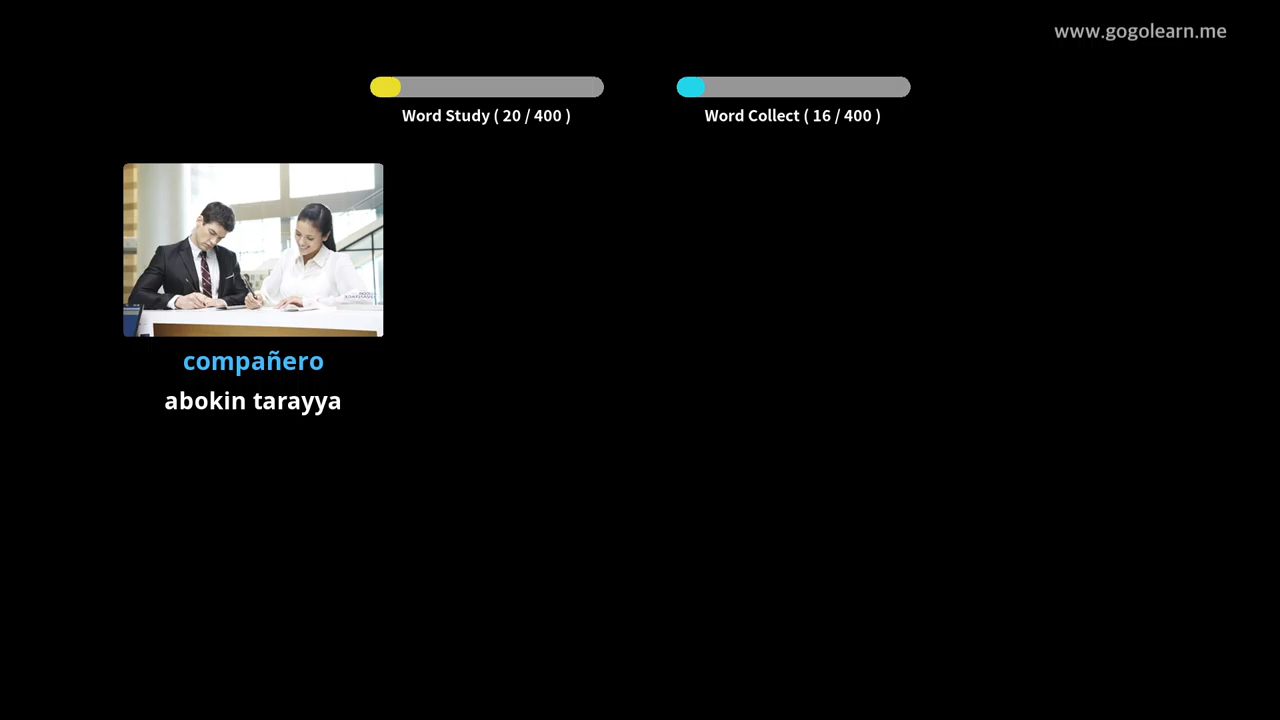 www.gogolearn.me
Word Study ( 20 / 400 )
Word Collect ( 16 / 400 )
compañero
abokin tarayya